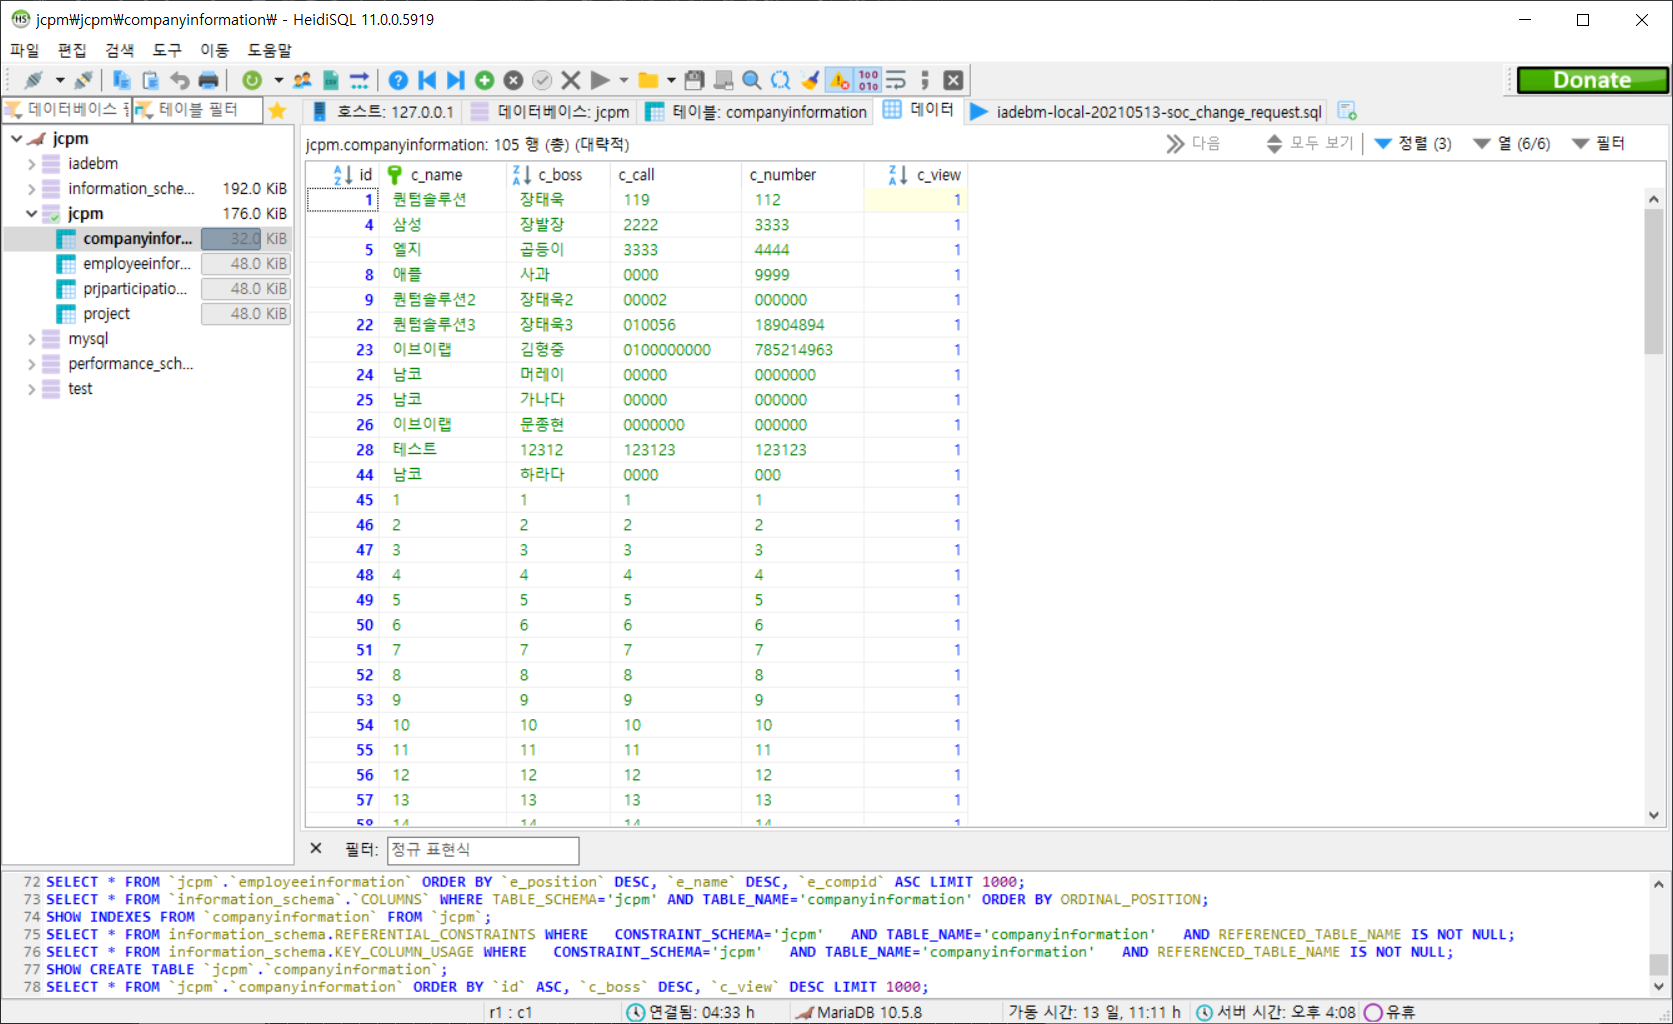 jcpm₩jcpm₩companyinformation₩ - HeidiSQL 11.0.0.5919
파일 편집 검색 도구 이동 도움말
Donate
데이터베이스 테이블 필터 호스트: 127.0.0.1 데이터베이스: jcpm 테이블: companyinformation 데이터 iadebm-local-20210513-soc_change_request.sql
jcpm
iadebm
information_sche... 192.0 KiB
jcpm 176.0 KiB
companyinfor... 32.0 KiB
employeeinfor... 48.0 KiB
prjparticipatio... 48.0 KiB
project 48.0 KiB
mysql
performance_sch...
test
jcpm.companyinformation: 105 행 (총) (대략적) 다음 모두 보기 정렬 (3) 열 (6/6) 필터
id c_name c_boss c_call c_number c_view
1 퀀텀솔루션 장태욱 119 112 1
4 삼성 장발장 2222 3333 1
5 엘지 곱등이 3333 4444 1
8 애플 사과 0000 9999 1
9 퀀텀솔루션2 장태욱2 00002 000000 1
22 퀀텀솔루션3 장태욱3 010056 18904894 1
23 이브이랩 김형중 0100000000 785214963 1
24 남코 머레이 00000 0000000 1
25 남코 가나다 00000 000000 1
26 이브이랩 문종현 0000000 000000 1
28 테스트 12312 123123 123123 1
44 남코 하라다 0000 000 1
45 1 1 1 1 1
46 2 2 2 2 1
47 3 3 3 3 1
48 4 4 4 4 1
49 5 5 5 5 1
50 6 6 6 6 1
51 7 7 7 7 1
52 8 8 8 8 1
53 9 9 9 9 1
54 10 10 10 10 1
55 11 11 11 11 1
56 12 12 12 12 1
57 13 13 13 13 1
58 14 14 14 14 1
필터: 정규 표현식
72 SELECT * FROM `jcpm`.`employeeinformation` ORDER BY `e_position` DESC, `e_name` DESC, `e_compid` ASC LIMIT 1000;
73 SELECT * FROM `information_schema`.`COLUMNS` WHERE TABLE_SCHEMA='jcpm' AND TABLE_NAME='companyinformation' ORDER BY ORDINAL_POSITION;
74 SHOW INDEXES FROM `companyinformation` FROM `jcpm`;
75 SELECT * FROM information_schema.REFERENTIAL_CONSTRAINTS WHERE   CONSTRAINT_SCHEMA='jcpm'   AND TABLE_NAME='companyinformation'   AND REFERENCED_TABLE_NAME IS NOT NULL;
76 SELECT * FROM information_schema.KEY_COLUMN_USAGE WHERE   CONSTRAINT_SCHEMA='jcpm'   AND TABLE_NAME='companyinformation'   AND REFERENCED_TABLE_NAME IS NOT NULL;
77 SHOW CREATE TABLE `jcpm`.`companyinformation`;
78 SELECT * FROM `jcpm`.`companyinformation` ORDER BY `id` ASC, `c_boss` DESC, `c_view` DESC LIMIT 1000;
r1 : c1 연결됨: 04:33 h MariaDB 10.5.8 가동 시간: 13 일, 11:11 h 서버 시간: 오후 4:08 유휴